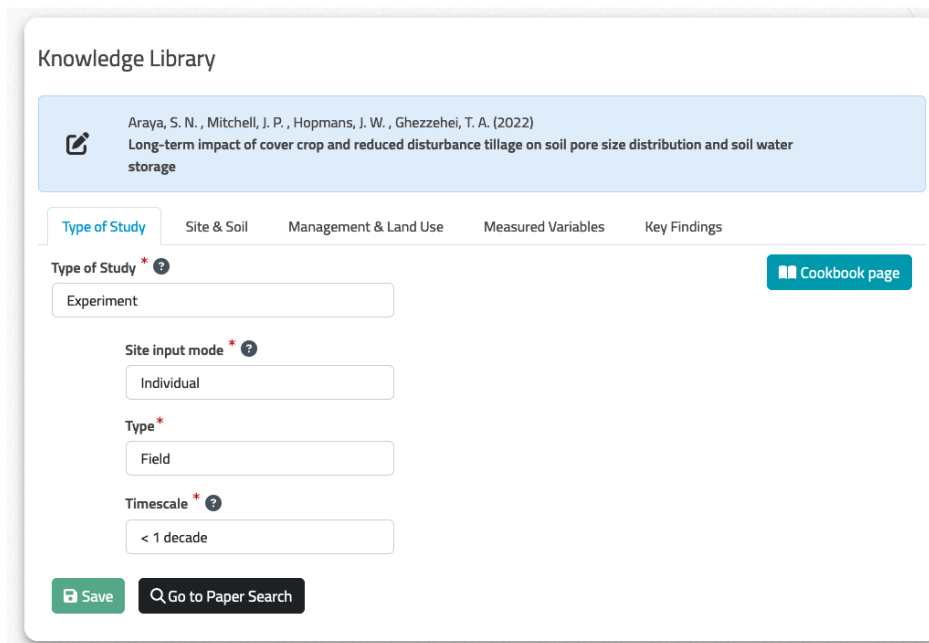 Knowledge Library
Araya, S. N. , Mitchell, J. P. , Hopmans, J. W. , Ghezzehei, T. A. (2022)
Long-term impact of cover crop and reduced disturbance tillage on soil pore size distribution and soil water
storage
Type of Study
Site & Soil
Management & Land Use
Measured Variables
Key Findings
Type of Study * ?
Cookbook page
Experiment
Site input mode * ?
Individual
Type*
Field
Timescale * ?
< 1 decade
Save
Go to Paper Search